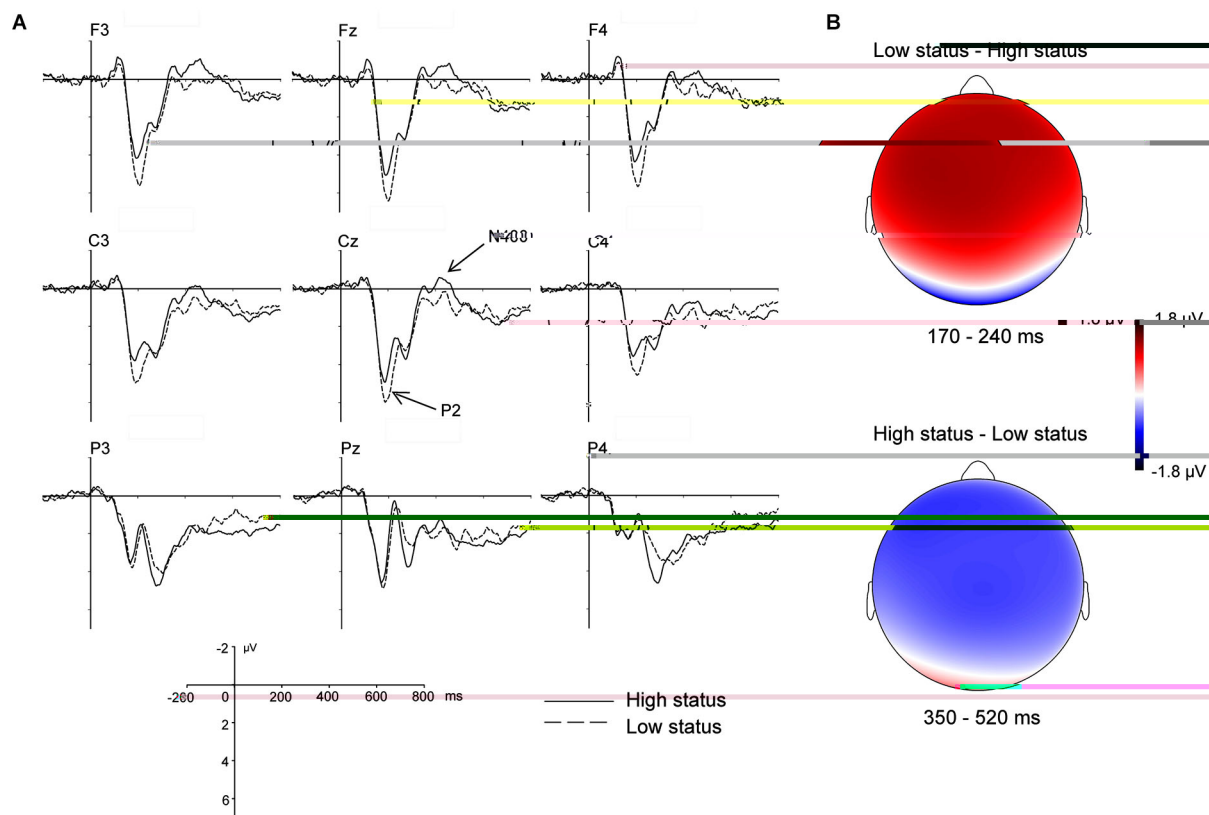 A
B
F3
Fz
F4
Low status - High status
C3
Cz
C4
170 - 240 ms
1.8 µV
P2
P3
Pz
P4
High status - Low status
-1.8 µV
-2
µV
0
200
400
600
800
ms
2
4
6
High status
Low status
350 - 520 ms